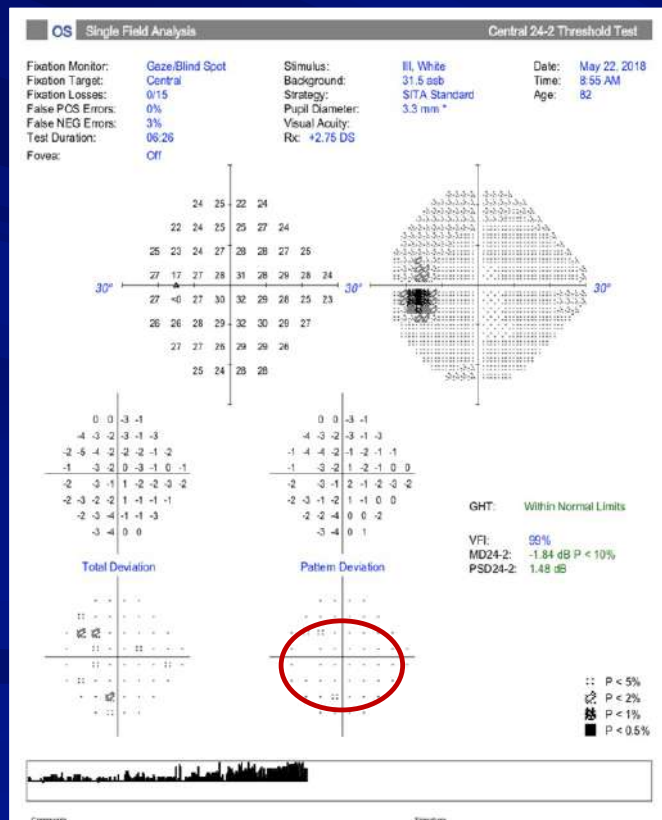 OS Single Field Analysis Central 24-2 Threshold Test
Fixation Monitor: Gaze/Blind Spot Stimulus: III, White Date: May 22, 2018
Fixation Target: Central Background: 31.5 asb Time: 8:55 AM
Fixation Losses: 0/15 Strategy: SITA Standard Age: 82
False POS Errors: 0% Pupil Diameter: 3.3 mm *
False NEG Errors: 3% Visual Acuity:
Test Duration: 06:26 Rx: +2.75 DS
Fovea: Off
24 25 22 24
22 24 25 25 27 24
25 23 24 27 28 28 27 25
27 17 27 28 31 28 29 28 24
30° 30° 30°
27 <0 27 30 32 29 28 25 23
26 26 28 29 32 30 29 27
27 27 26 29 29 26
25 24 28 28
0 0 -3 -1 0 0 -3 -1
-4 -3 -2 -3 -1 -3 -4 -3 -2 -3 -1 -3
-2 -5 -4 -2 -2 -2 -1 -2 -1 -4 -4 -2 -1 -2 -1 -1
-1 -3 -2 0 -3 -1 0 -1 -1 -3 -2 1 -2 -1 0 0
-2 -3 -1 1 -2 -2 -3 -2 -2 -3 -1 2 -1 -2 -3 -2
-2 -3 -2 -2 1 -1 -1 -1 -2 -3 -1 -2 1 -1 0 0
-2 -3 -4 -1 -1 -3 -2 -2 -4 0 0 -2
-3 -4 0 0 -3 -4 0 1
GHT: Within Normal Limits
VFI: 99%
MD24-2: -1.84 dB P < 10%
PSD24-2: 1.48 dB
Total Deviation Pattern Deviation
P < 5%
P < 2%
P < 1%
P < 0.5%